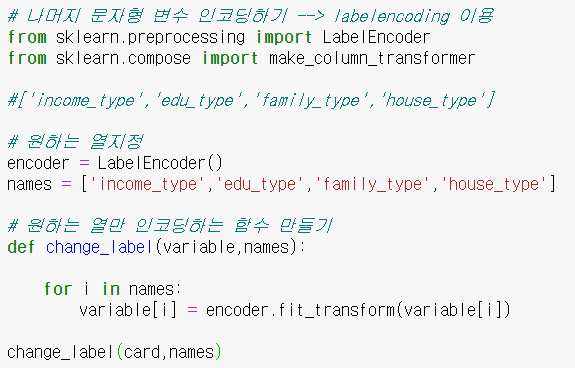 # 나머지 문자형 변수 인코딩하기 --> labelencoding 이용
from sklearn.preprocessing import LabelEncoder
from sklearn.compose import make_column_transformer
#['income_type','edu_type','family_type','house_type']
# 원하는 열지정
encoder = LabelEncoder()
names = ['income_type','edu_type','family_type','house_type']
# 원하는 열만 인코딩하는 함수 만들기
def change_label(variable,names):
    for i in names:
        variable[i] = encoder.fit_transform(variable[i])
change_label(card,names)